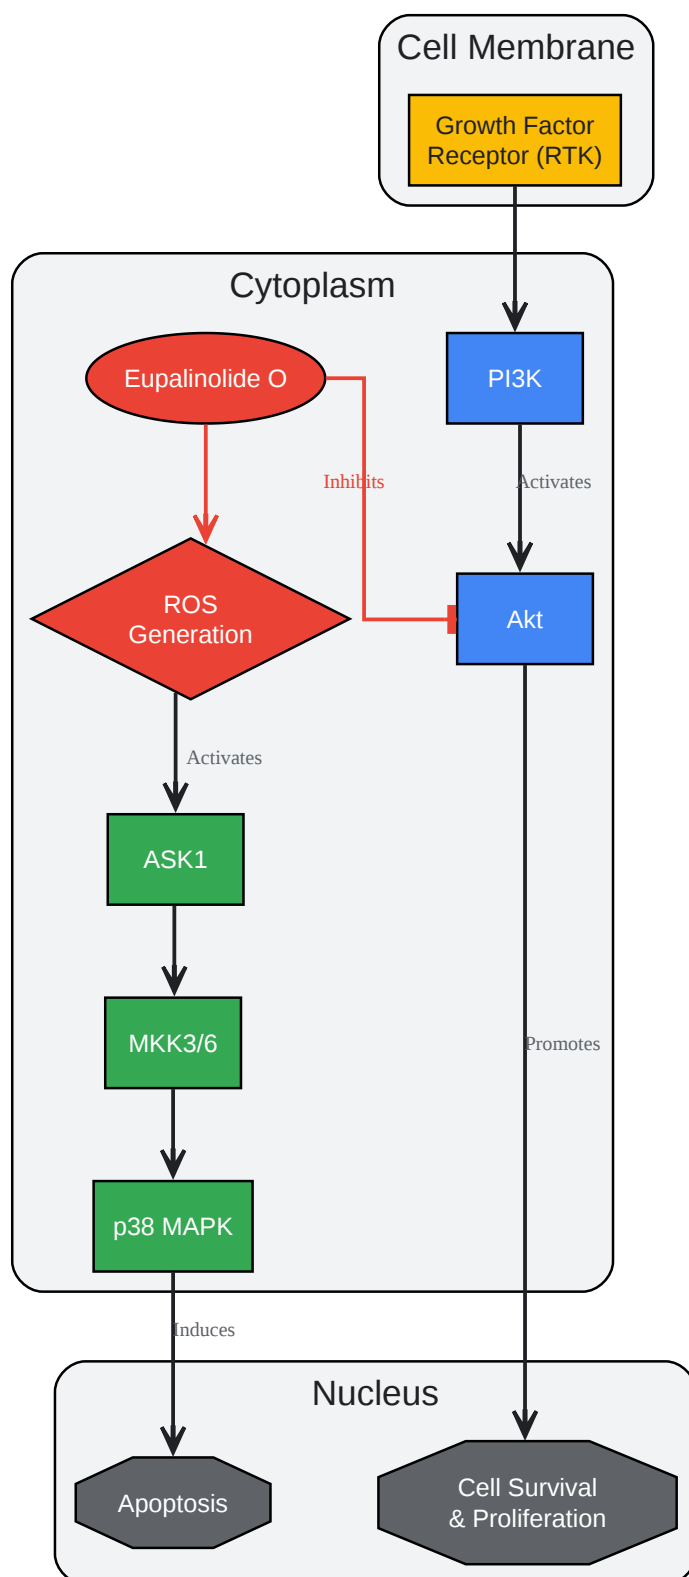 Cell Membrane
Growth Factor
Receptor (RTK)
Cytoplasm
Eupalinolide O
PI3K
Inhibits
Activates
ROS
Generation
Akt
Activates
ASK1
MKK3/6
Promotes
p38 MAPK
Induces
Nucleus
Apoptosis
Cell Survival
& Proliferation